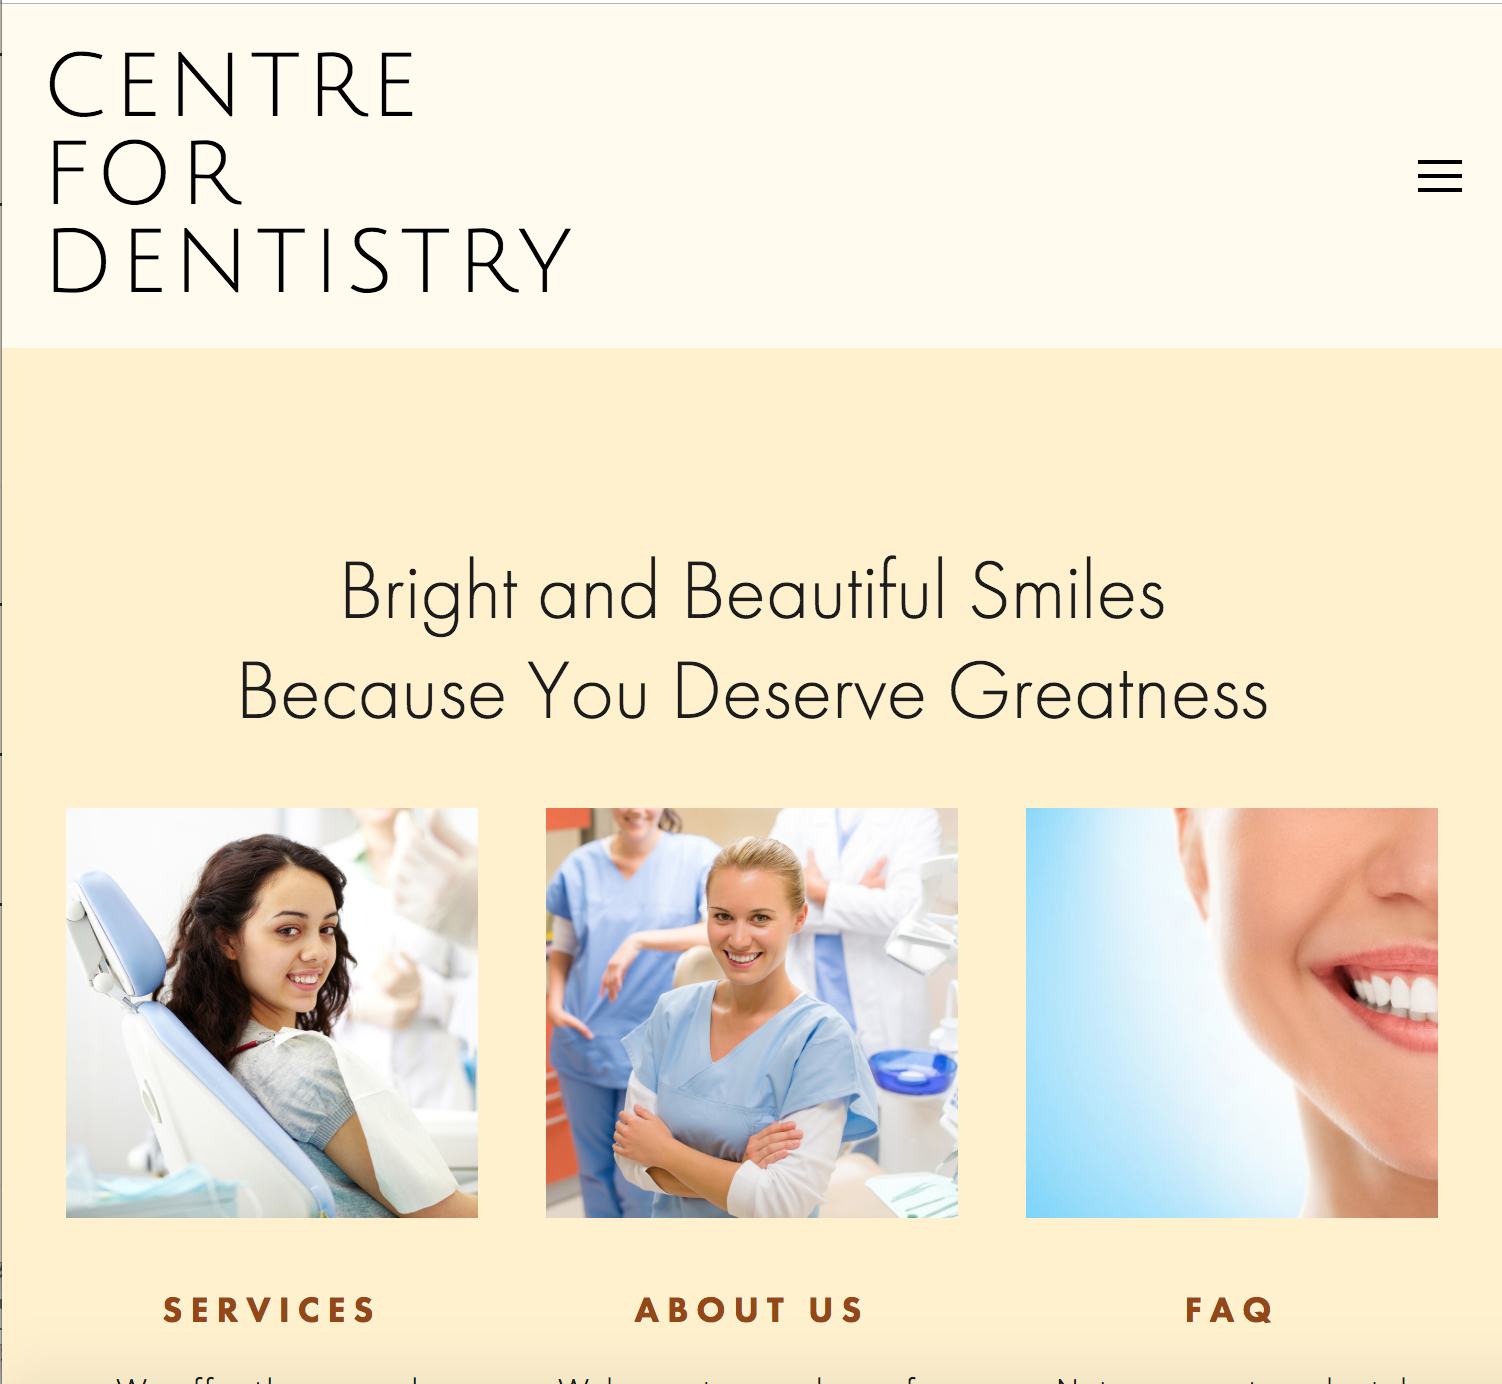 CENTRE
FOR
DENTISTRY
Bright and Beautiful Smiles
Because You Deserve Greatness
SERVICES
ABOUT US
FAQ